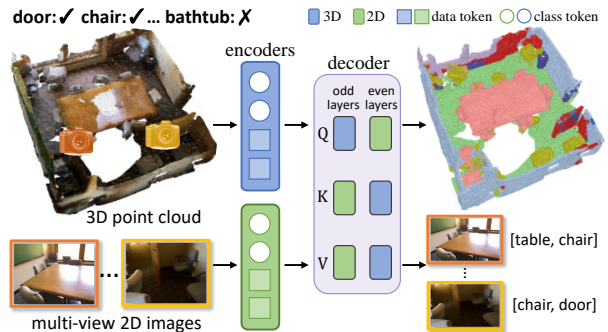 door: ✓ chair: ✓ ... bathtub: ✗
3D 2D data token class token
encoders
decoder
odd layers
even layers
Q
K
V
3D point cloud
...
multi-view 2D images
[table, chair]
...
[chair, door]